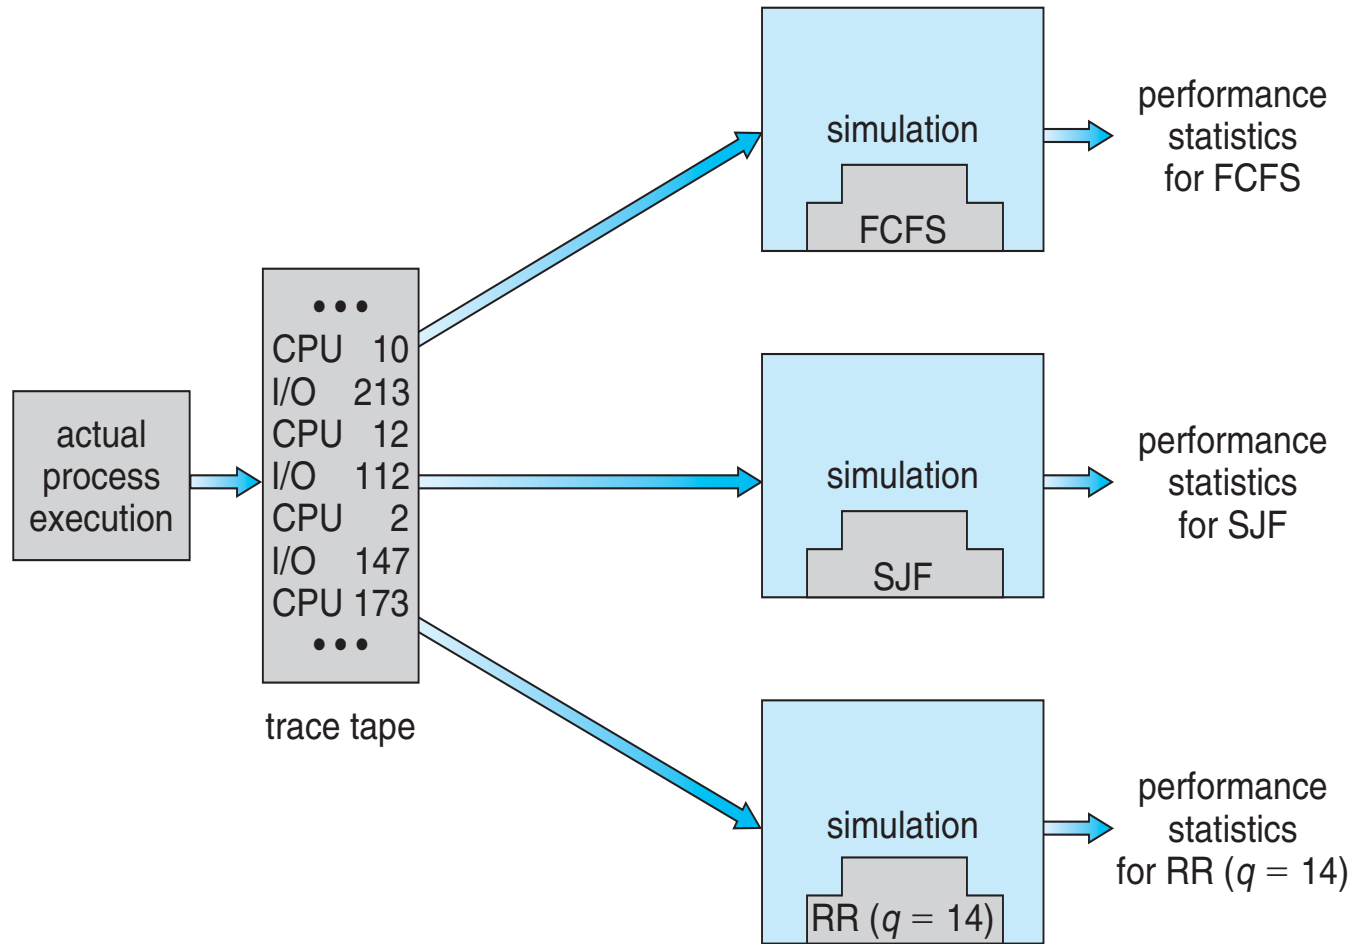 actual
process
execution
• • •
CPU 10
I/O 213
CPU 12
I/O 112
CPU 2
I/O 147
CPU 173
• • •
trace tape
simulation
FCFS
performance
statistics
for FCFS
simulation
SJF
performance
statistics
for SJF
simulation
RR (q = 14)
performance
statistics
for RR (q = 14)